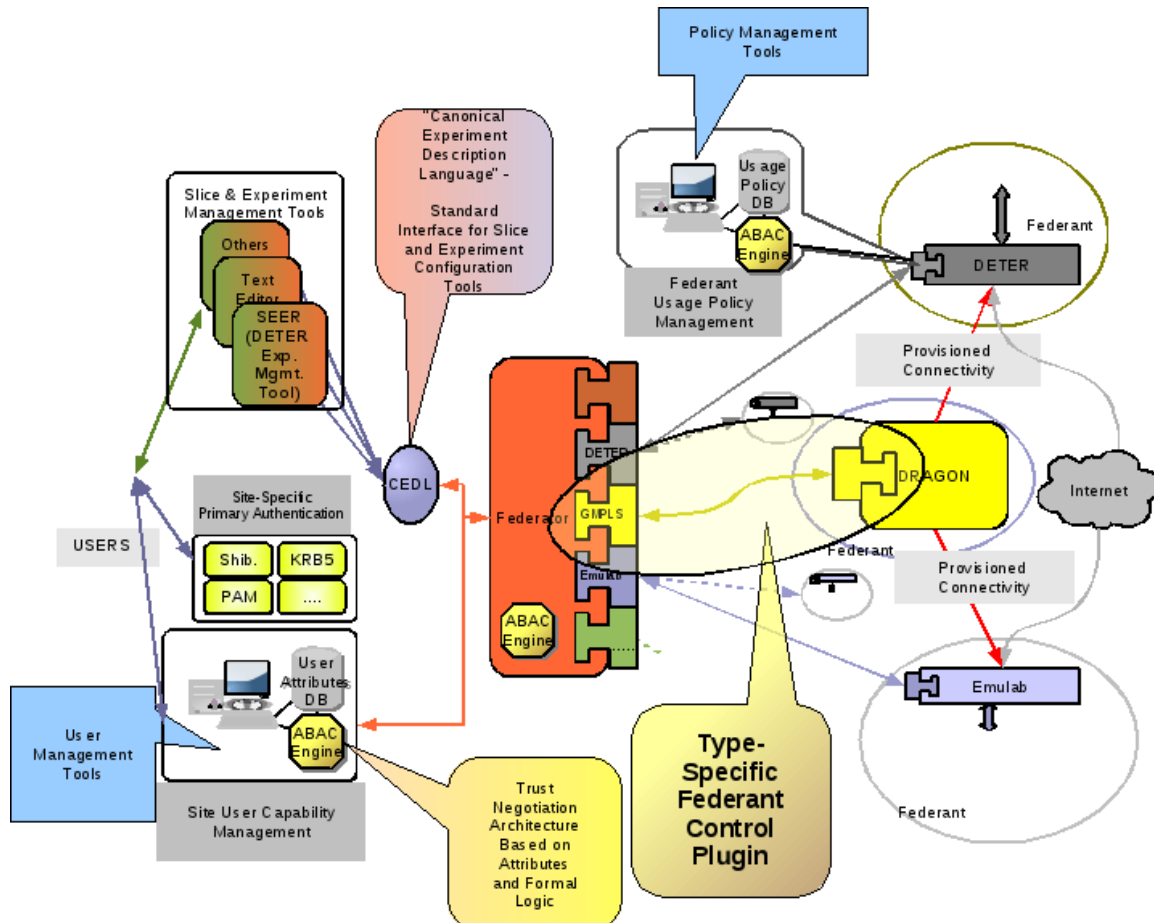 Policy Management
Tools
"Canonical
Experiment
Description
Language" –
Standard
Interface for Slice
and Experiment
Configuration
Tools
Slice & Experiment
Management Tools
Others
Text
Editor
SEER
(DETER
Exp.
Mgmt.
Tool)
Usage
Policy
DB
ABAC
Engine
Federant
Usage Policy
Management
Federant
DETER
Provisioned
Connectivity
CEDL
Federator
DETER
GMPLS
Emulab
......
ABAC
Engine
DRAGON
Federant
Internet
Provisioned
Connectivity
Emulab
Federant
USERS
Site-Specific
Primary Authentication
Shib.
KRB5
PAM
....
User
Attributes
DB
ABAC
Engine
User
Management
Tools
Site User Capability
Management
Trust
Negotiation
Architecture
Based on
Attributes
and Formal
Logic
Type-
Specific
Federant
Control
Plugin